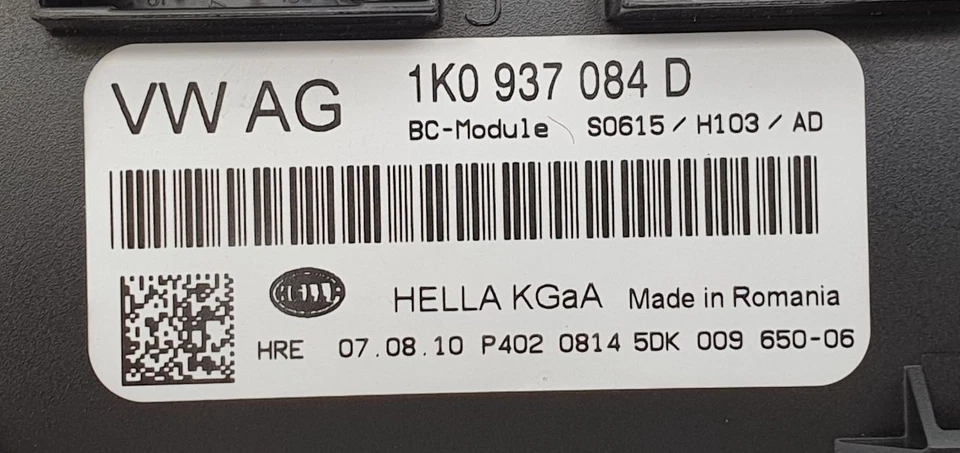 VW AG
1K0 937 084 D
BC-Module S0615 / H103 / AD
HELLA KGaA Made in Romania
HRE 07.08.10 P402 0814 5DK 009 650-06